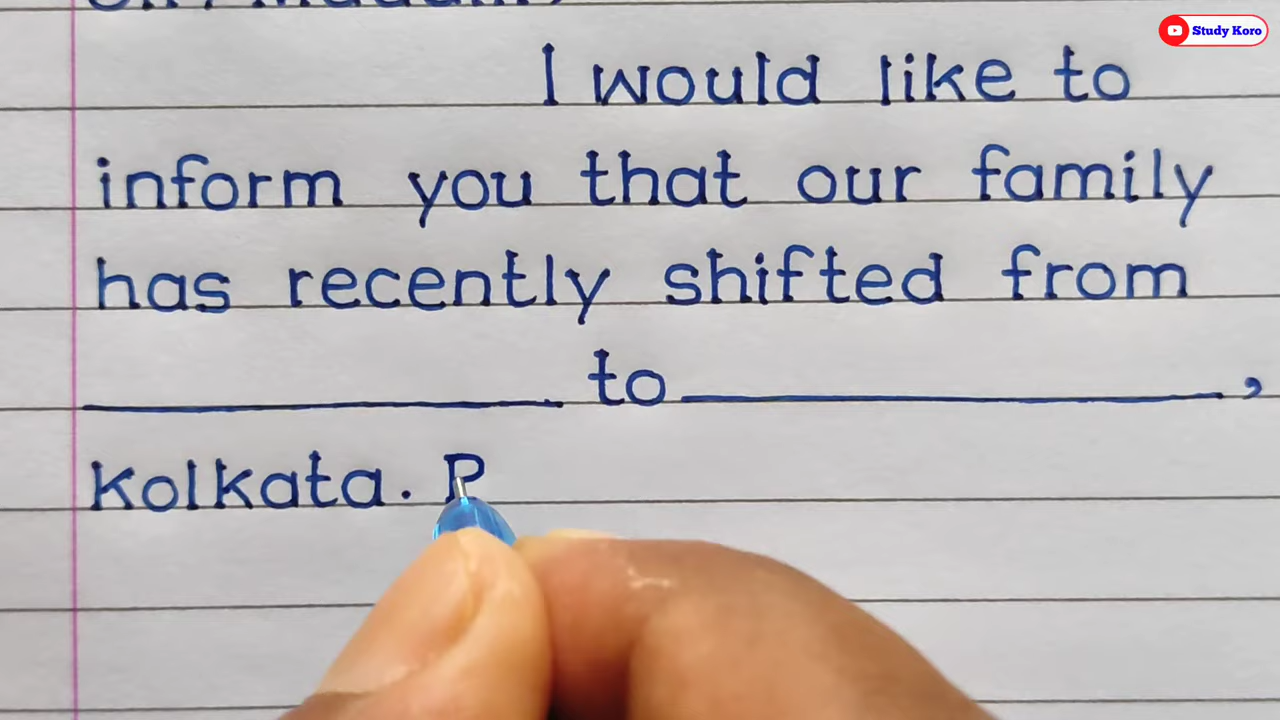 Study Koro
I would like to
inform you that our family
has recently shifted from
__________ to __________,
Kolkata. P